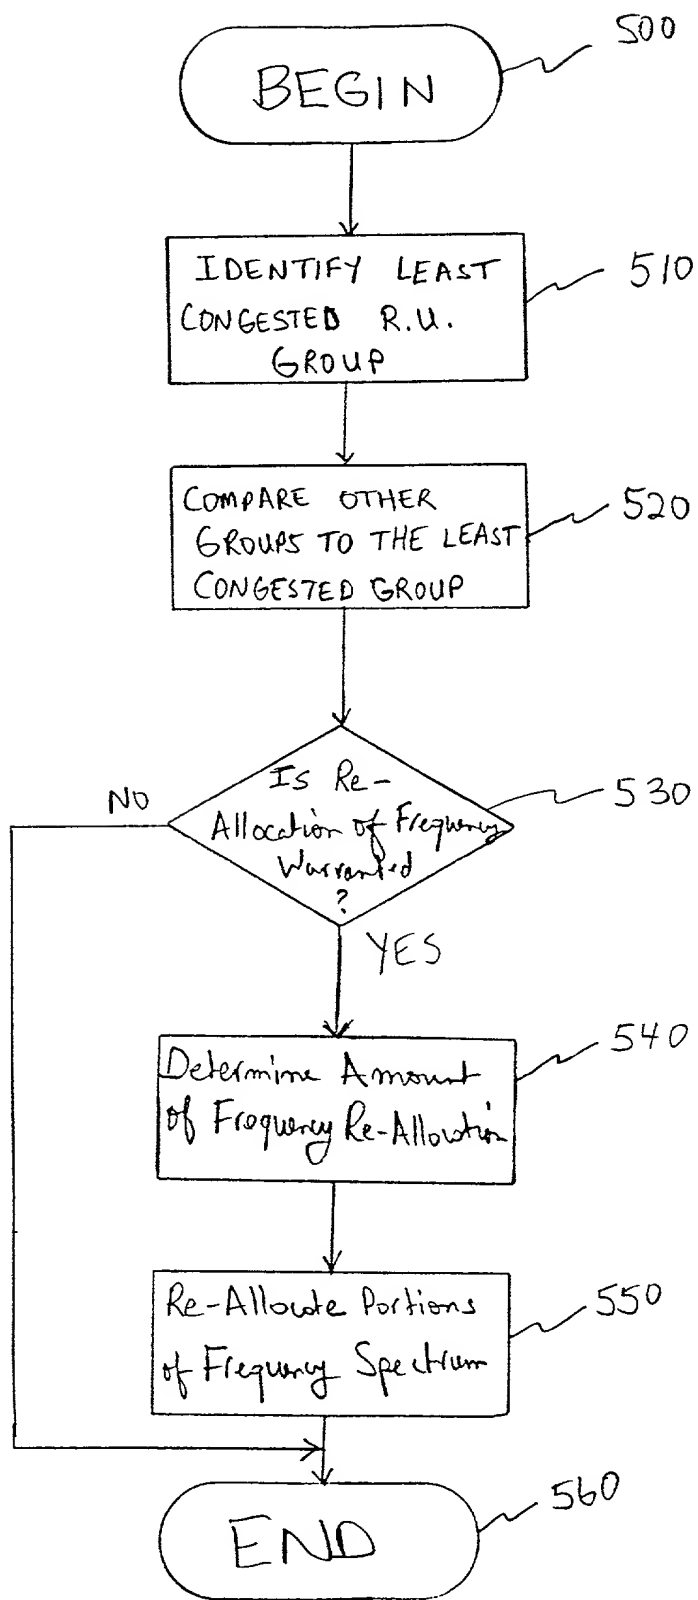 500
BEGIN
510
IDENTIFY LEAST
CONGESTED R.U.
GROUP
520
COMPARE OTHER
GROUPS TO THE LEAST
CONGESTED GROUP
530
NO
Is Re-
Allocation of Frequency
Warranted
?
YES
540
Determine Amount
of Frequency Re-Allocation
550
Re-Allocate Portions
of Frequency Spectrum
560
END